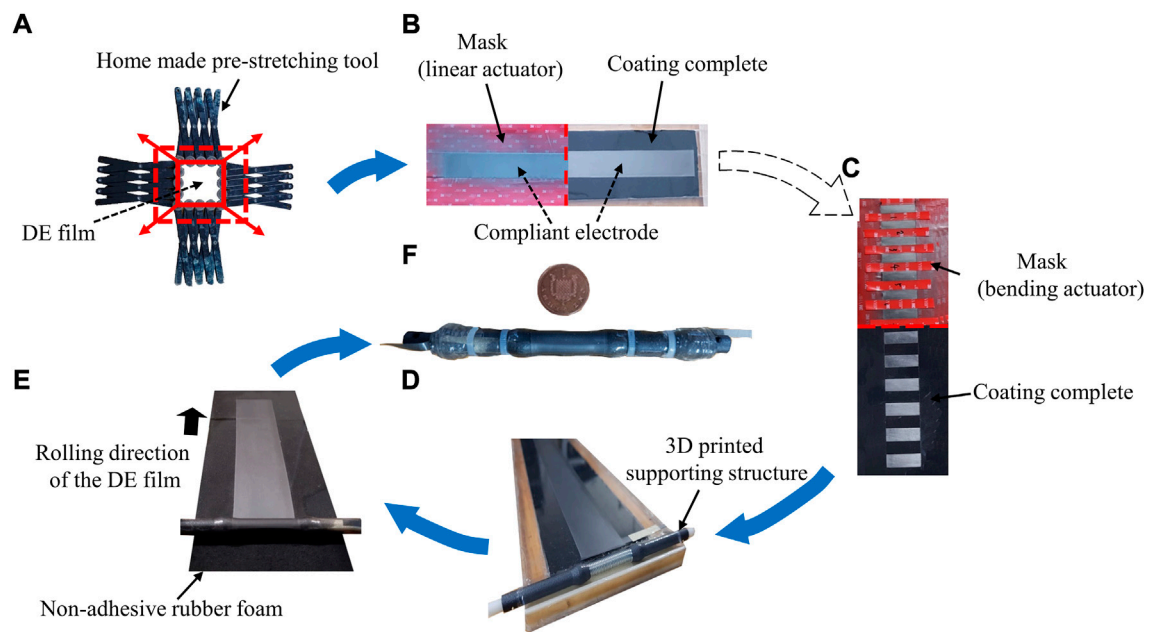 A
Home made pre-stretching tool
DE film
B
Mask
(linear actuator)
Coating complete
Compliant electrode
C
Mask
(bending actuator)
Coating complete
F
E
Rolling direction
of the DE film
Non-adhesive rubber foam
D
3D printed
supporting structure